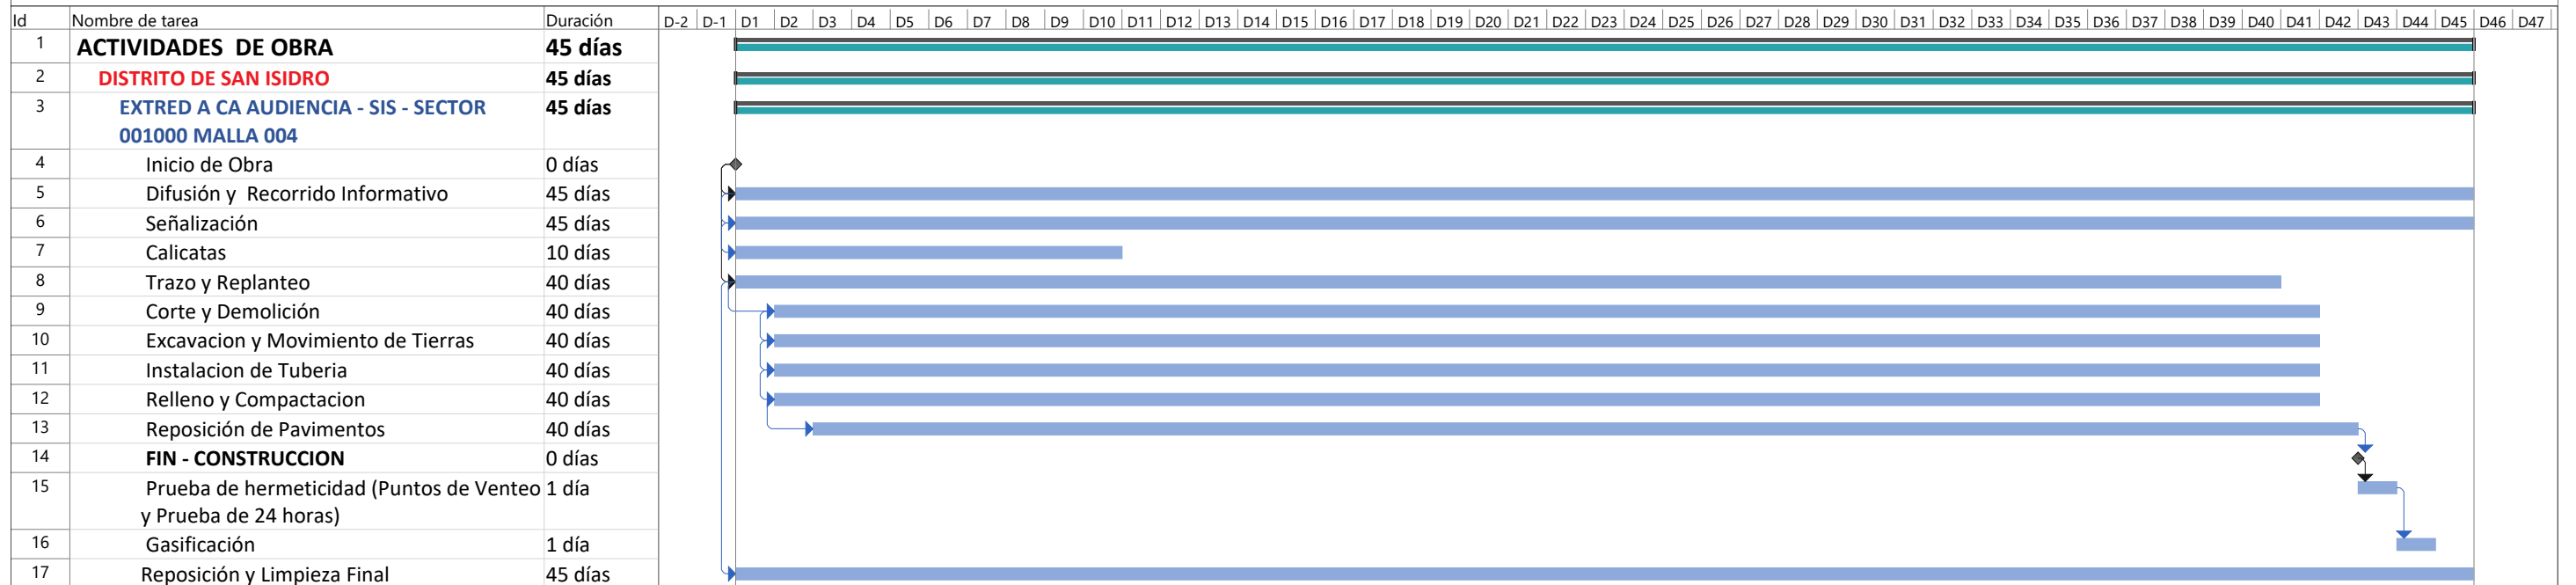 Id Nombre de tarea Duración D-2 D-1 D1 D2 D3 D4 D5 D6 D7 D8 D9 D10 D11 D12 D13 D14 D15 D16 D17 D18 D19 D20 D21 D22 D23 D24 D25 D26 D27 D28 D29 D30 D31 D32 D33 D34 D35 D36 D37 D38 D39 D40 D41 D42 D43 D44 D45 D46 D47
1 ACTIVIDADES DE OBRA 45 días
2 DISTRITO DE SAN ISIDRO 45 días
3 EXTRED A CA AUDIENCIA - SIS - SECTOR 45 días
001000 MALLA 004
4 Inicio de Obra 0 días
5 Difusión y Recorrido Informativo 45 días
6 Señalización 45 días
7 Calicatas 10 días
8 Trazo y Replanteo 40 días
9 Corte y Demolición 40 días
10 Excavacion y Movimiento de Tierras 40 días
11 Instalacion de Tuberia 40 días
12 Relleno y Compactacion 40 días
13 Reposición de Pavimentos 40 días
14 FIN - CONSTRUCCION 0 días
15 Prueba de hermeticidad (Puntos de Venteo 1 día
y Prueba de 24 horas)
16 Gasificación 1 día
17 Reposición y Limpieza Final 45 días